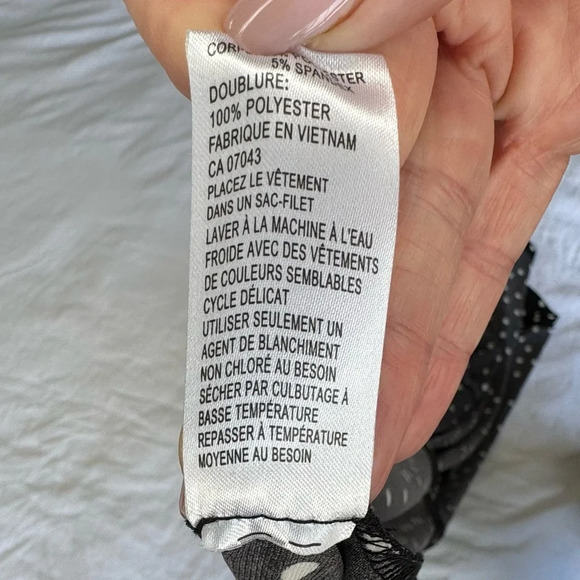 5% SPANDEX
DOUBLURE:
100% POLYESTER
FABRIQUE EN VIETNAM
CA 07043
PLACEZ LE VÊTEMENT
DANS UN SAC-FILET
LAVER À LA MACHINE À L'EAU
FROIDE AVEC DES VÊTEMENTS
DE COULEURS SEMBLABLES
CYCLE DÉLICAT
UTILISER SEULEMENT UN
AGENT DE BLANCHIMENT
NON CHLORÉ AU BESOIN
SÉCHER PAR CULBUTAGE À
BASSE TEMPÉRATURE
REPASSER À TEMPÉRATURE
MOYENNE AU BESOIN